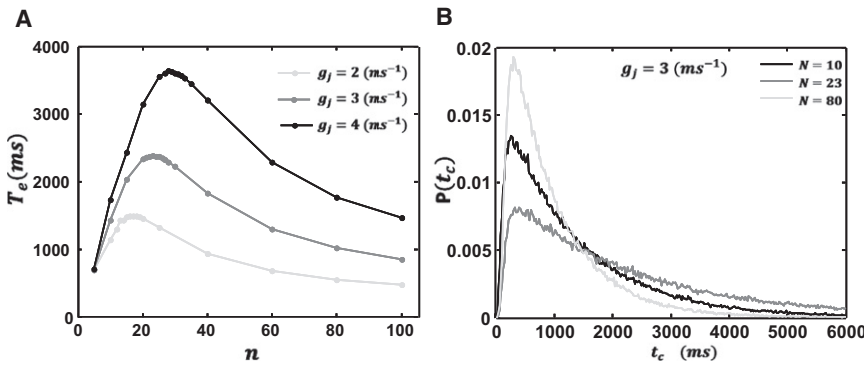 A
4000
3000
2000
1000
0
T_e(ms)
g_j = 2 (ms⁻¹)
g_j = 3 (ms⁻¹)
g_j = 4 (ms⁻¹)
0 20 40 60 80 100
n
B
0.02
0.015
0.01
0.005
0
P(t_c)
g_j = 3 (ms⁻¹)
N = 10
N = 23
N = 80
0 1000 2000 3000 4000 5000 6000
t_c (ms)